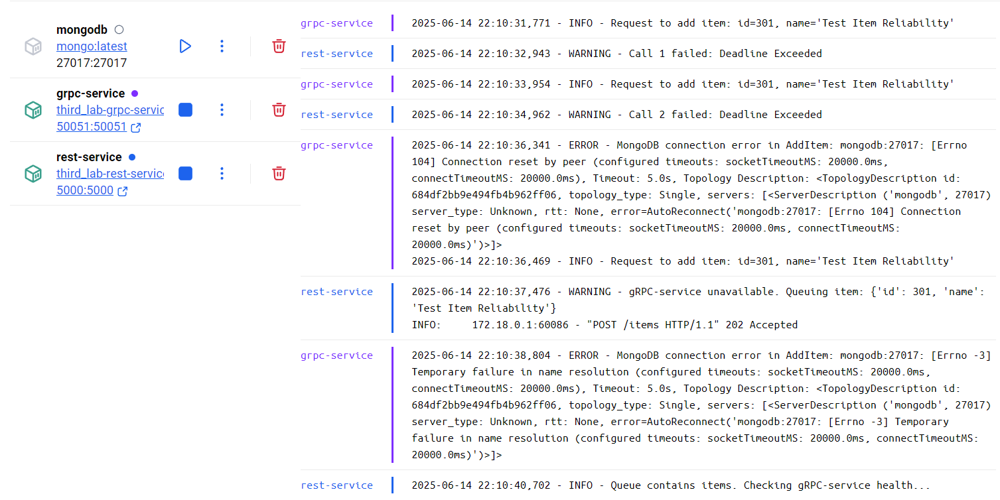 mongodb
mongo:latest
27017:27017
grpc-service
third_lab-grpc-servic
50051:50051
rest-service
third_lab-rest-service
5000:5000
grpc-service
2025-06-14 22:10:31,771 - INFO - Request to add item: id=301, name='Test Item Reliability'
rest-service
2025-06-14 22:10:32,943 - WARNING - Call 1 failed: Deadline Exceeded
grpc-service
2025-06-14 22:10:33,954 - INFO - Request to add item: id=301, name='Test Item Reliability'
rest-service
2025-06-14 22:10:34,962 - WARNING - Call 2 failed: Deadline Exceeded
grpc-service
2025-06-14 22:10:36,341 - ERROR - MongoDB connection error in AddItem: mongodb:27017: [Errno
104] Connection reset by peer (configured timeouts: socketTimeoutMS: 20000.0ms,
connectTimeoutMS: 20000.0ms), Timeout: 5.0s, Topology Description: <TopologyDescription id:
684df2bb9e494fb4b962ff06, topology_type: Single, servers: [<ServerDescription ('mongodb', 27017)
server_type: Unknown, rtt: None, error=AutoReconnect('mongodb:27017: [Errno 104] Connection
reset by peer (configured timeouts: socketTimeoutMS: 20000.0ms, connectTimeoutMS:
20000.0ms)')>]>
2025-06-14 22:10:36,469 - INFO - Request to add item: id=301, name='Test Item Reliability'
rest-service
2025-06-14 22:10:37,476 - WARNING - gRPC-service unavailable. Queuing item: {'id': 301, 'name':
'Test Item Reliability'}
INFO:     172.18.0.1:60086 - "POST /items HTTP/1.1" 202 Accepted
grpc-service
2025-06-14 22:10:38,804 - ERROR - MongoDB connection error in AddItem: mongodb:27017: [Errno -3]
Temporary failure in name resolution (configured timeouts: socketTimeoutMS: 20000.0ms,
connectTimeoutMS: 20000.0ms), Timeout: 5.0s, Topology Description: <TopologyDescription id:
684df2bb9e494fb4b962ff06, topology_type: Single, servers: [<ServerDescription ('mongodb', 27017)
server_type: Unknown, rtt: None, error=AutoReconnect('mongodb:27017: [Errno -3] Temporary
failure in name resolution (configured timeouts: socketTimeoutMS: 20000.0ms, connectTimeoutMS:
20000.0ms)')>]>
rest-service
2025-06-14 22:10:40,702 - INFO - Queue contains items. Checking gRPC-service health...